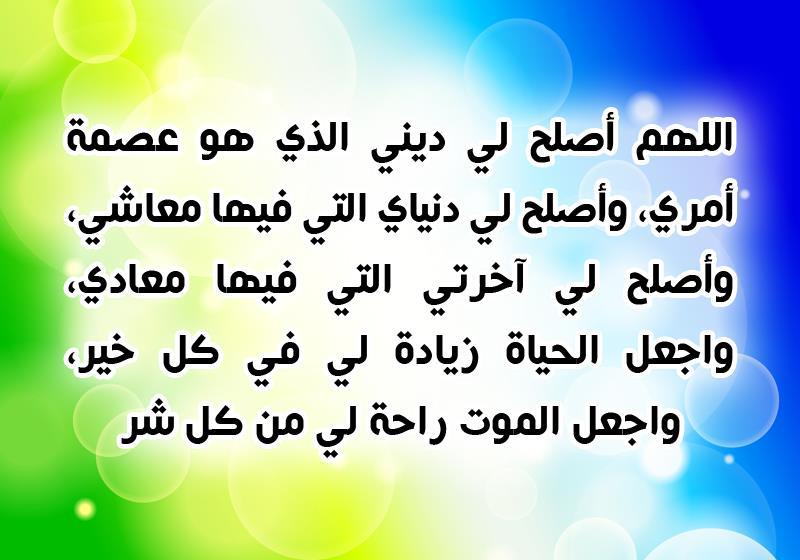 اللهم أصلح لي ديني الذي هو عصمة
أمري، وأصلح لي دنياي التي فيها معاشي،
وأصلح لي آخرتي التي فيها معادي،
واجعل الحياة زيادة لي في كل خير،
واجعل الموت راحة لي من كل شر